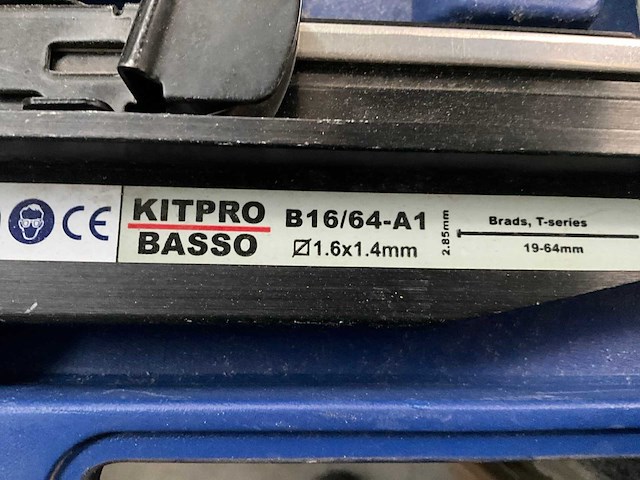 CE
KITPRO
BASSO
B16/64-A1
1.6x1.4mm
2.85mm
Brads, T-series
19-64mm